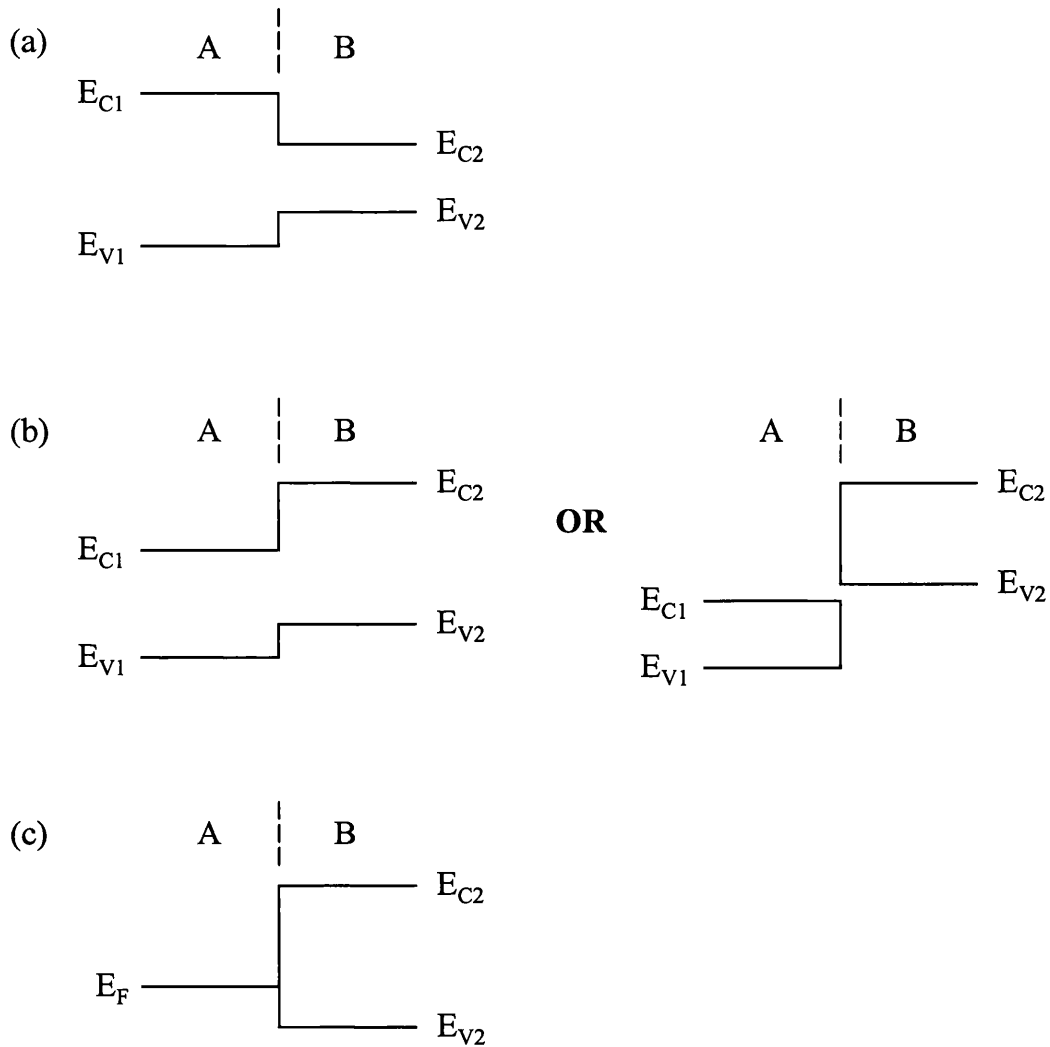 (a)
A B
E_C1
E_C2
E_V2
E_V1
(b)
A B
E_C2
E_C1
E_V2
E_V1
OR
A B
E_C2
E_V2
E_C1
E_V1
(c)
A B
E_C2
E_F
E_V2